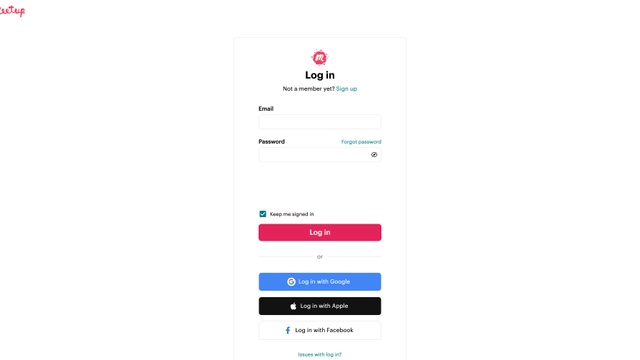 Log in
Not a member yet? Sign up
Email
Password Forgot password
Keep me signed in
Log in
or
Log in with Google
Log in with Apple
Log in with Facebook
Issues with log in?